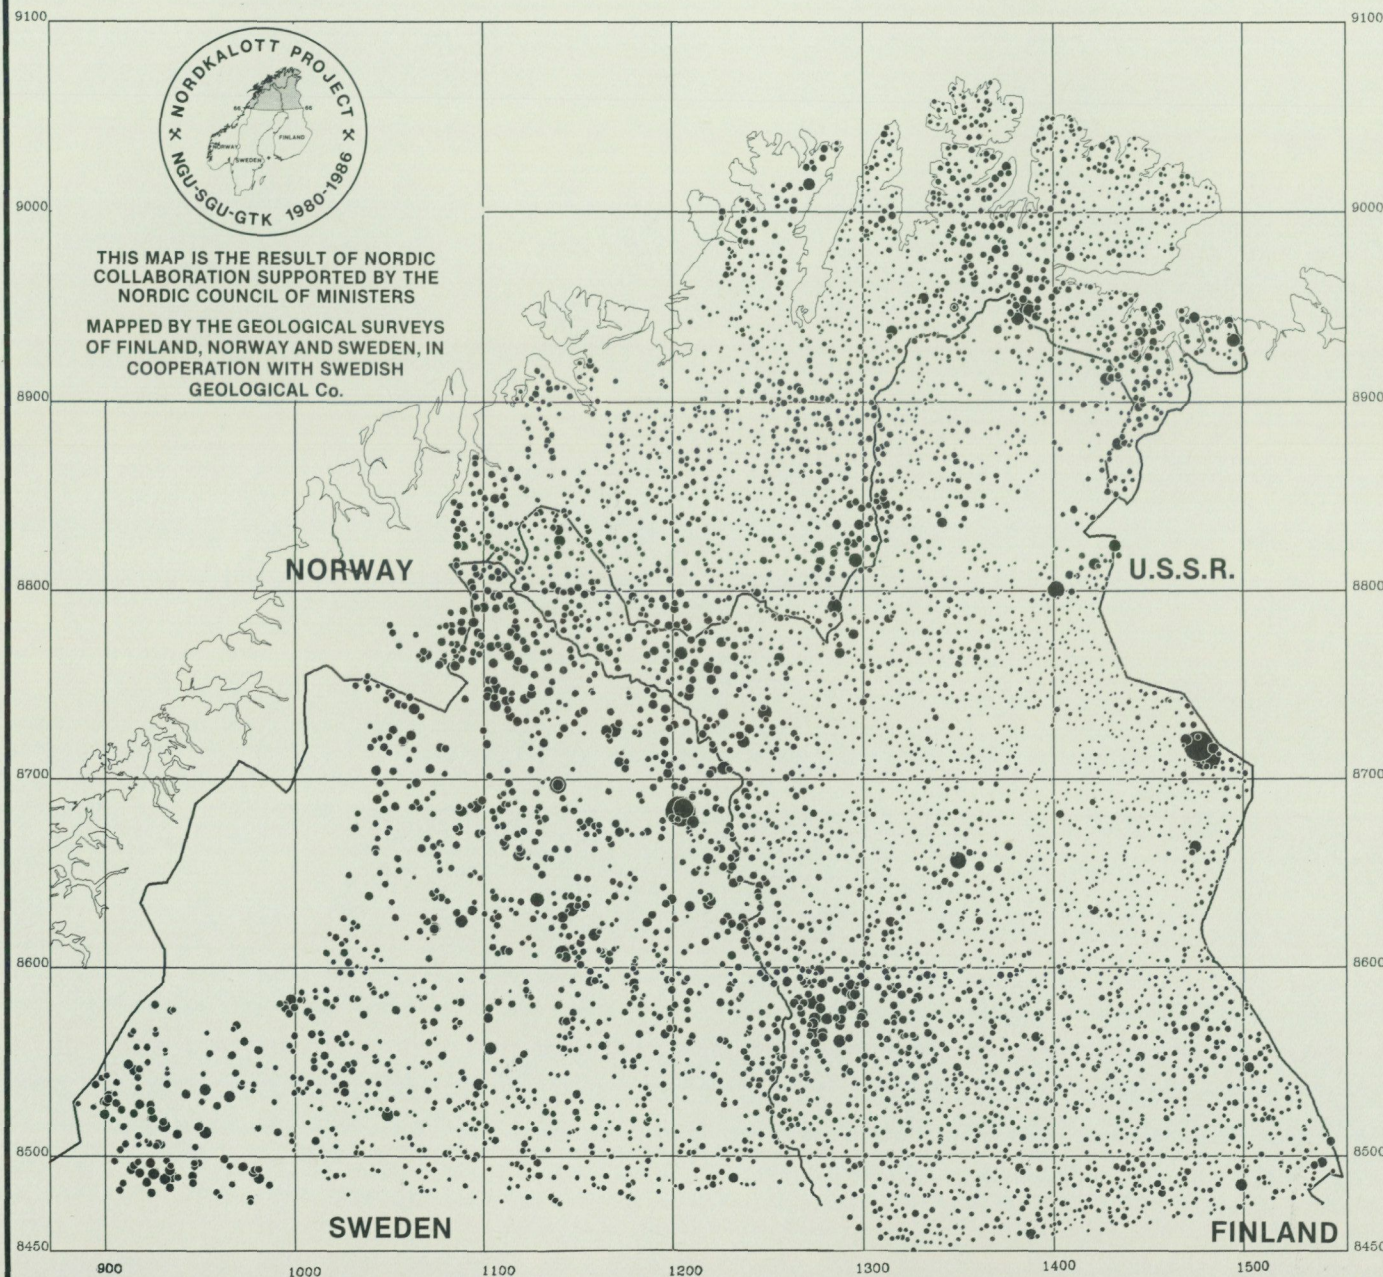 9100
9100
NORDKALOTT PROJECT
66
66
NORWAY
SWEDEN
FINLAND
NGU-SGU-GTK 1980-1986
9000
9000
THIS MAP IS THE RESULT OF NORDIC
COLLABORATION SUPPORTED BY THE
NORDIC COUNCIL OF MINISTERS
MAPPED BY THE GEOLOGICAL SURVEYS
OF FINLAND, NORWAY AND SWEDEN, IN
COOPERATION WITH SWEDISH
GEOLOGICAL Co.
8900
8900
NORWAY
U.S.S.R.
8800
8800
8700
8700
8600
8600
8500
8500
SWEDEN
FINLAND
8450
8450
900
1000
1100
1200
1300
1400
1500